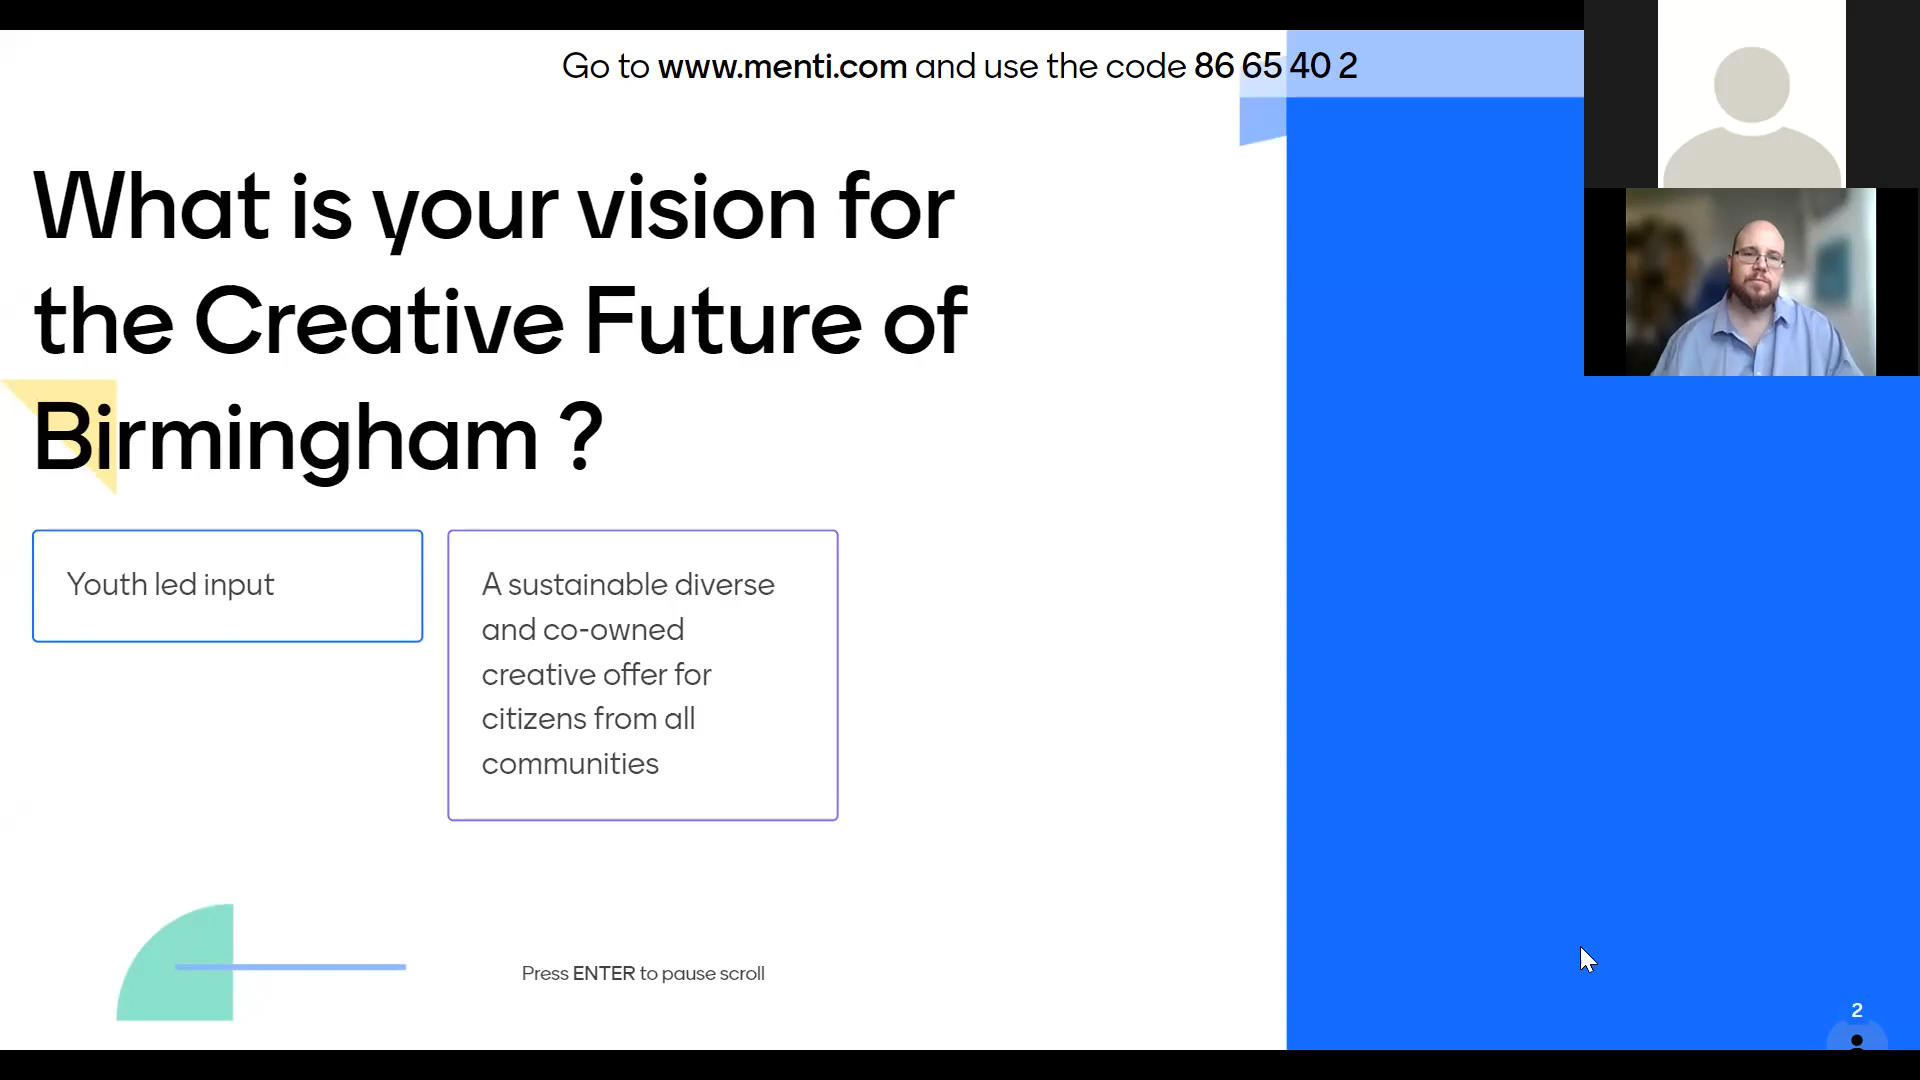 Go to www.menti.com and use the code 86 65 40 2
What is your vision for
the Creative Future of
Birmingham ?
Youth led input
A sustainable diverse
and co-owned
creative offer for
citizens from all
communities
Press ENTER to pause scroll
2